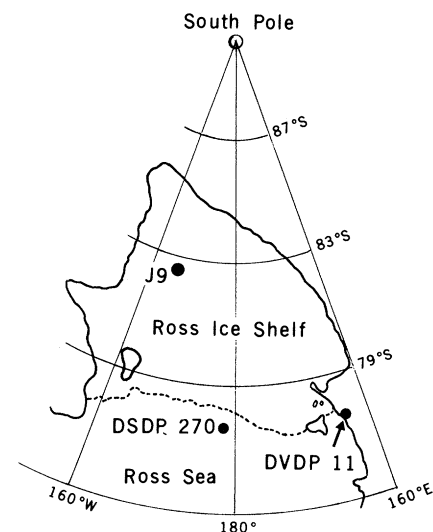 South Pole
87°S
83°S
J9
Ross Ice Shelf
79°S
DSDP 270
DVDP 11
Ross Sea
160°W
180°
160°E